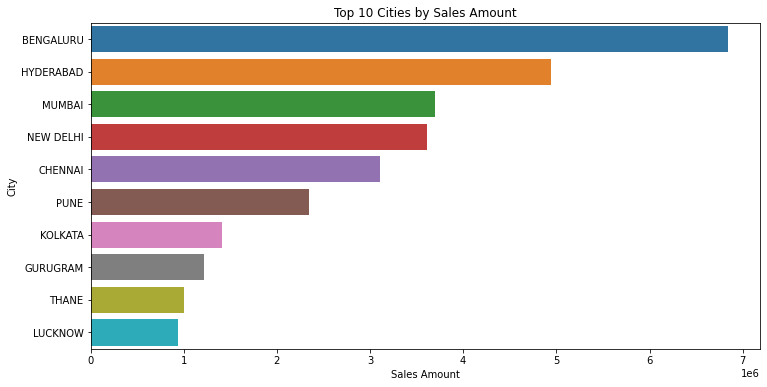 Top 10 Cities by Sales Amount
City
BENGALURU
HYDERABAD
MUMBAI
NEW DELHI
CHENNAI
PUNE
KOLKATA
GURUGRAM
THANE
LUCKNOW
0 1 2 3 4 5 6 7
1e6
Sales Amount